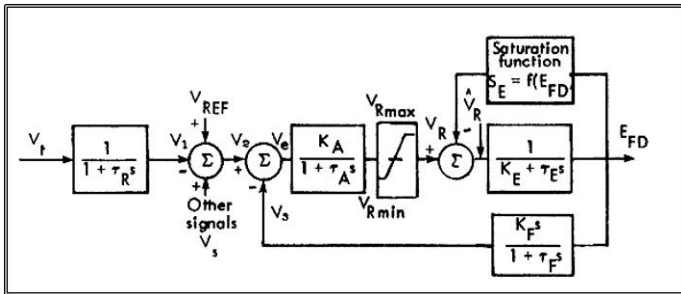 Saturation
function
S_E = f(E_FD
V_REF
+
V_Rmax
V_R
^V_R
V_t
1
1 + τ_R s
V_1
-
Σ
V_2
+
Σ
V_e
K_A
1 + τ_A s
+
Σ
-
1
K_E + τ_E s
E_FD
+
Other
signals
V_s
-
V_3
V_Rmin
K_F s
1 + τ_F s